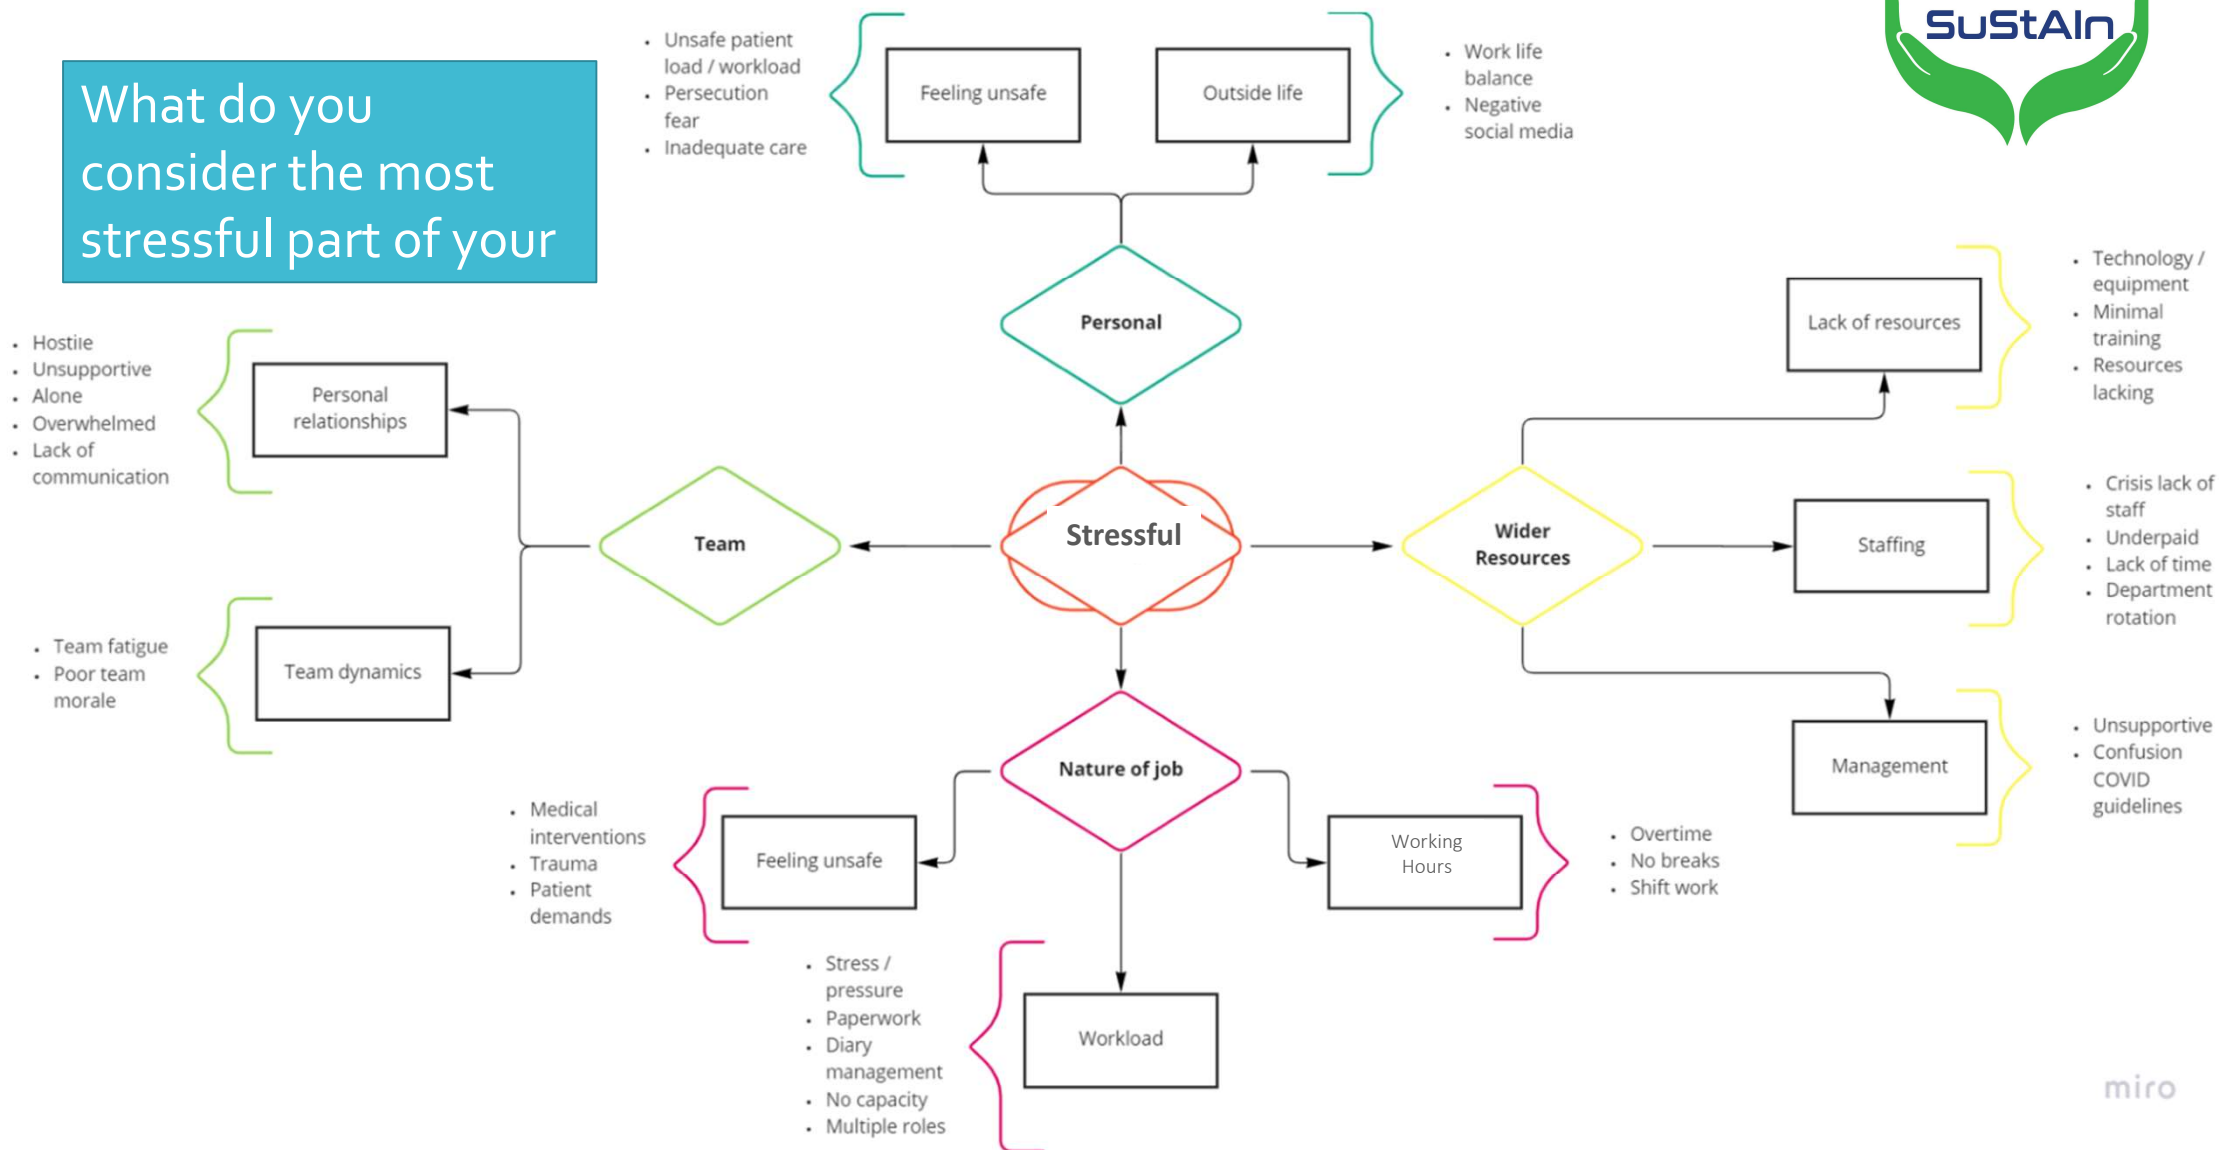 What do you
consider the most
stressful part of your
SuStAIn
• Unsafe patient
load / workload
• Persecution
fear
• Inadequate care
Feeling unsafe
Outside life
• Work life
balance
• Negative
social media
Personal
Lack of resources
• Technology /
equipment
• Minimal
training
• Resources
lacking
• Hostile
• Unsupportive
• Alone
• Overwhelmed
• Lack of
communication
Personal
relationships
Team
Stressful
Wider
Resources
Staffing
• Crisis lack of
staff
• Underpaid
• Lack of time
• Department
rotation
• Team fatigue
• Poor team
morale
Team dynamics
Management
• Unsupportive
• Confusion
COVID
guidelines
Nature of job
• Medical
interventions
• Trauma
• Patient
demands
Feeling unsafe
Working
Hours
• Overtime
• No breaks
• Shift work
• Stress /
pressure
• Paperwork
• Diary
management
• No capacity
• Multiple roles
Workload
miro